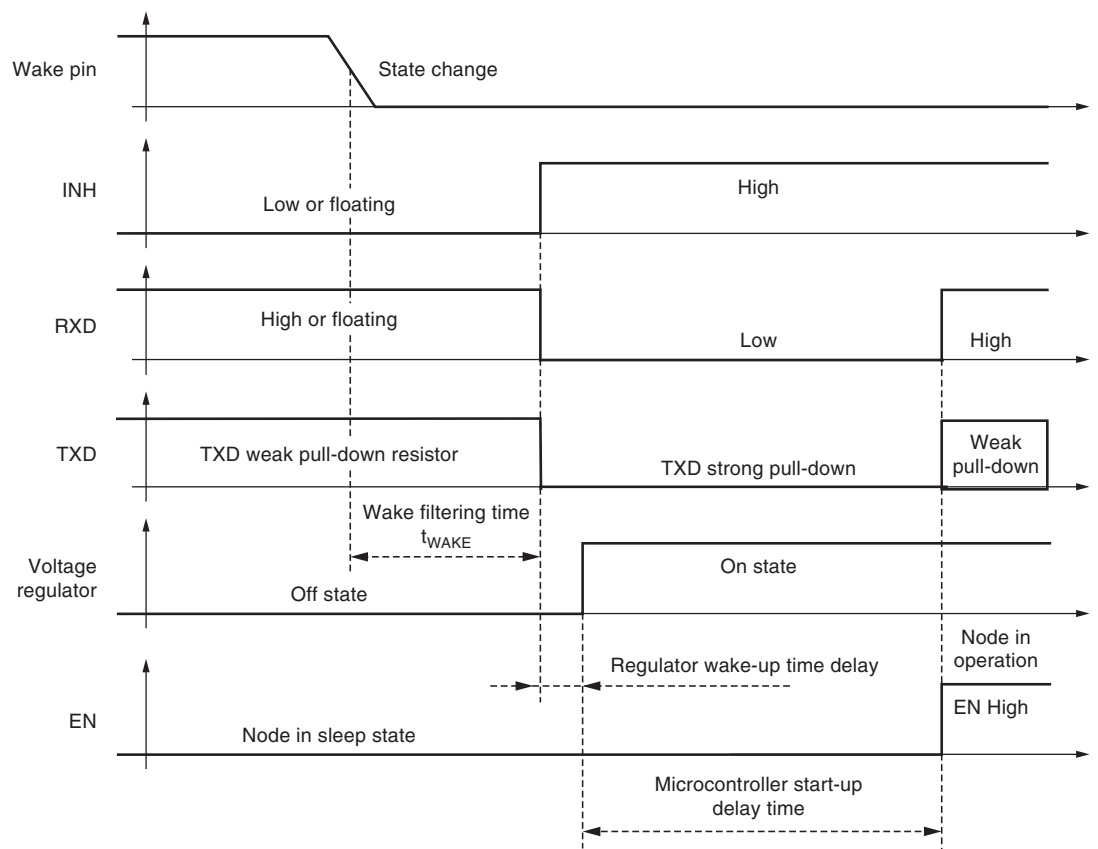 Wake pin
State change
INH
Low or floating
High
RXD
High or floating
Low
High
TXD
TXD weak pull-down resistor
TXD strong pull-down
Weak
pull-down
Wake filtering time
tWAKE
Voltage
regulator
Off state
On state
Node in
operation
Regulator wake-up time delay
EN
Node in sleep state
EN High
Microcontroller start-up
delay time